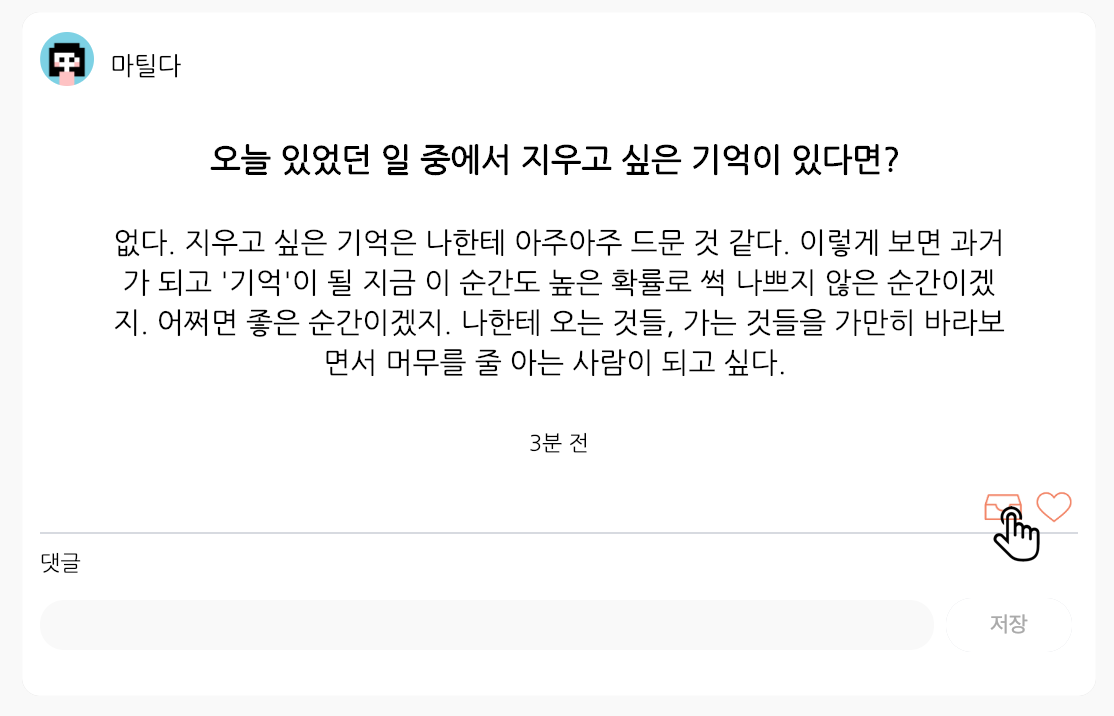 마틸다
오늘 있었던 일 중에서 지우고 싶은 기억이 있다면?
없다. 지우고 싶은 기억은 나한테 아주아주 드문 것 같다. 이렇게 보면 과거
가 되고 '기억'이 될 지금 이 순간도 높은 확률로 썩 나쁘지 않은 순간이겠
지. 어쩌면 좋은 순간이겠지. 나한테 오는 것들, 가는 것들을 가만히 바라보
면서 머무를 줄 아는 사람이 되고 싶다.
3분 전
댓글
저장